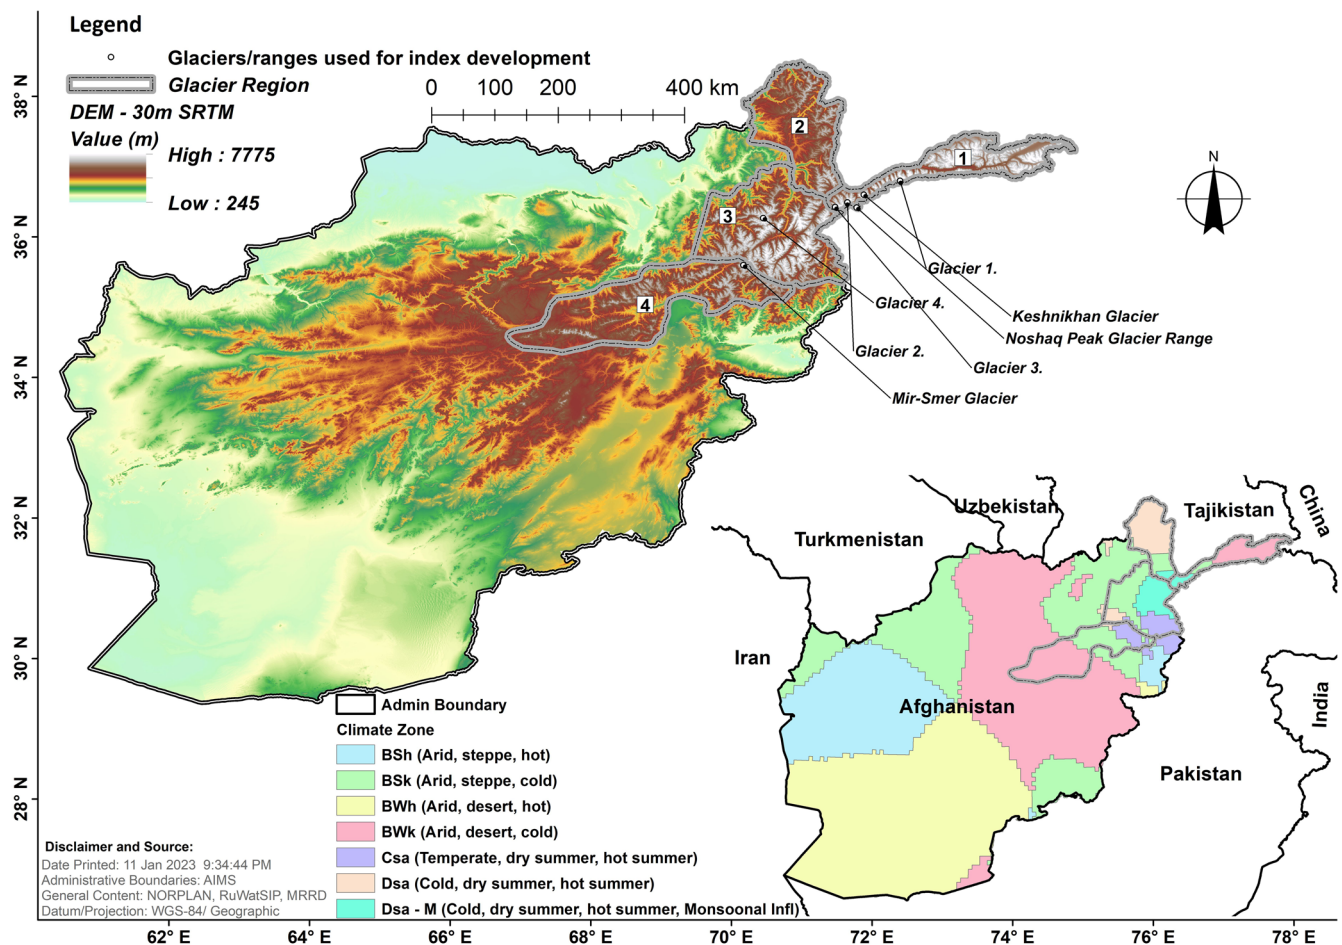 Legend
Glaciers/ranges used for index development
Glacier Region
DEM - 30m SRTM
Value (m)
High : 7775
Low : 245
0 100 200 400 km
38° N
36° N
34° N
32° N
30° N
28° N
N
1
2
3
4
Glacier 1.
Glacier 4.
Keshnikhan Glacier
Noshaq Peak Glacier Range
Glacier 2.
Glacier 3.
Mir-Smer Glacier
Uzbekistan
Tajikistan
China
Turkmenistan
Iran
Afghanistan
India
Pakistan
Admin Boundary
Climate Zone
BSh (Arid, steppe, hot)
BSk (Arid, steppe, cold)
BWh (Arid, desert, hot)
BWk (Arid, desert, cold)
Csa (Temperate, dry summer, hot summer)
Dsa (Cold, dry summer, hot summer)
Dsa - M (Cold, dry summer, hot summer, Monsoonal Infl)
Disclaimer and Source:
Date Printed: 11 Jan 2023 9:34:44 PM
Administrative Boundaries: AIMS
General Content: NORPLAN, RuWatSIP, MRRD
Datum/Projection: WGS-84/ Geographic
62° E 64° E 66° E 68° E 70° E 72° E 74° E 76° E 78° E